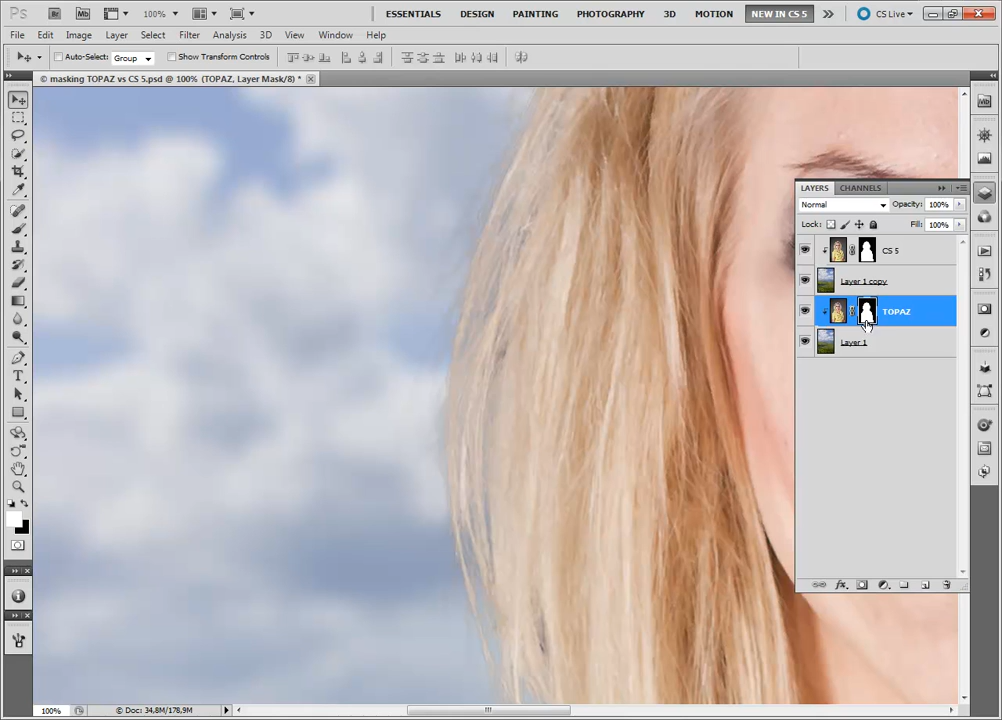 Ps Br Mb 100% ESSENTIALS DESIGN PAINTING PHOTOGRAPHY 3D MOTION NEW IN CS 5 CS Live
File Edit Image Layer Select Filter Analysis 3D View Window Help
Auto-Select: Group Show Transform Controls
© masking TOPAZ vs CS 5.psd @ 100% (TOPAZ, Layer Mask/8) *
LAYERS CHANNELS
Normal Opacity: 100%
Lock: Fill: 100%
CS 5
Layer 1 copy
TOPAZ
Layer 1
fx
100% © Doc: 34,8M/178,9M